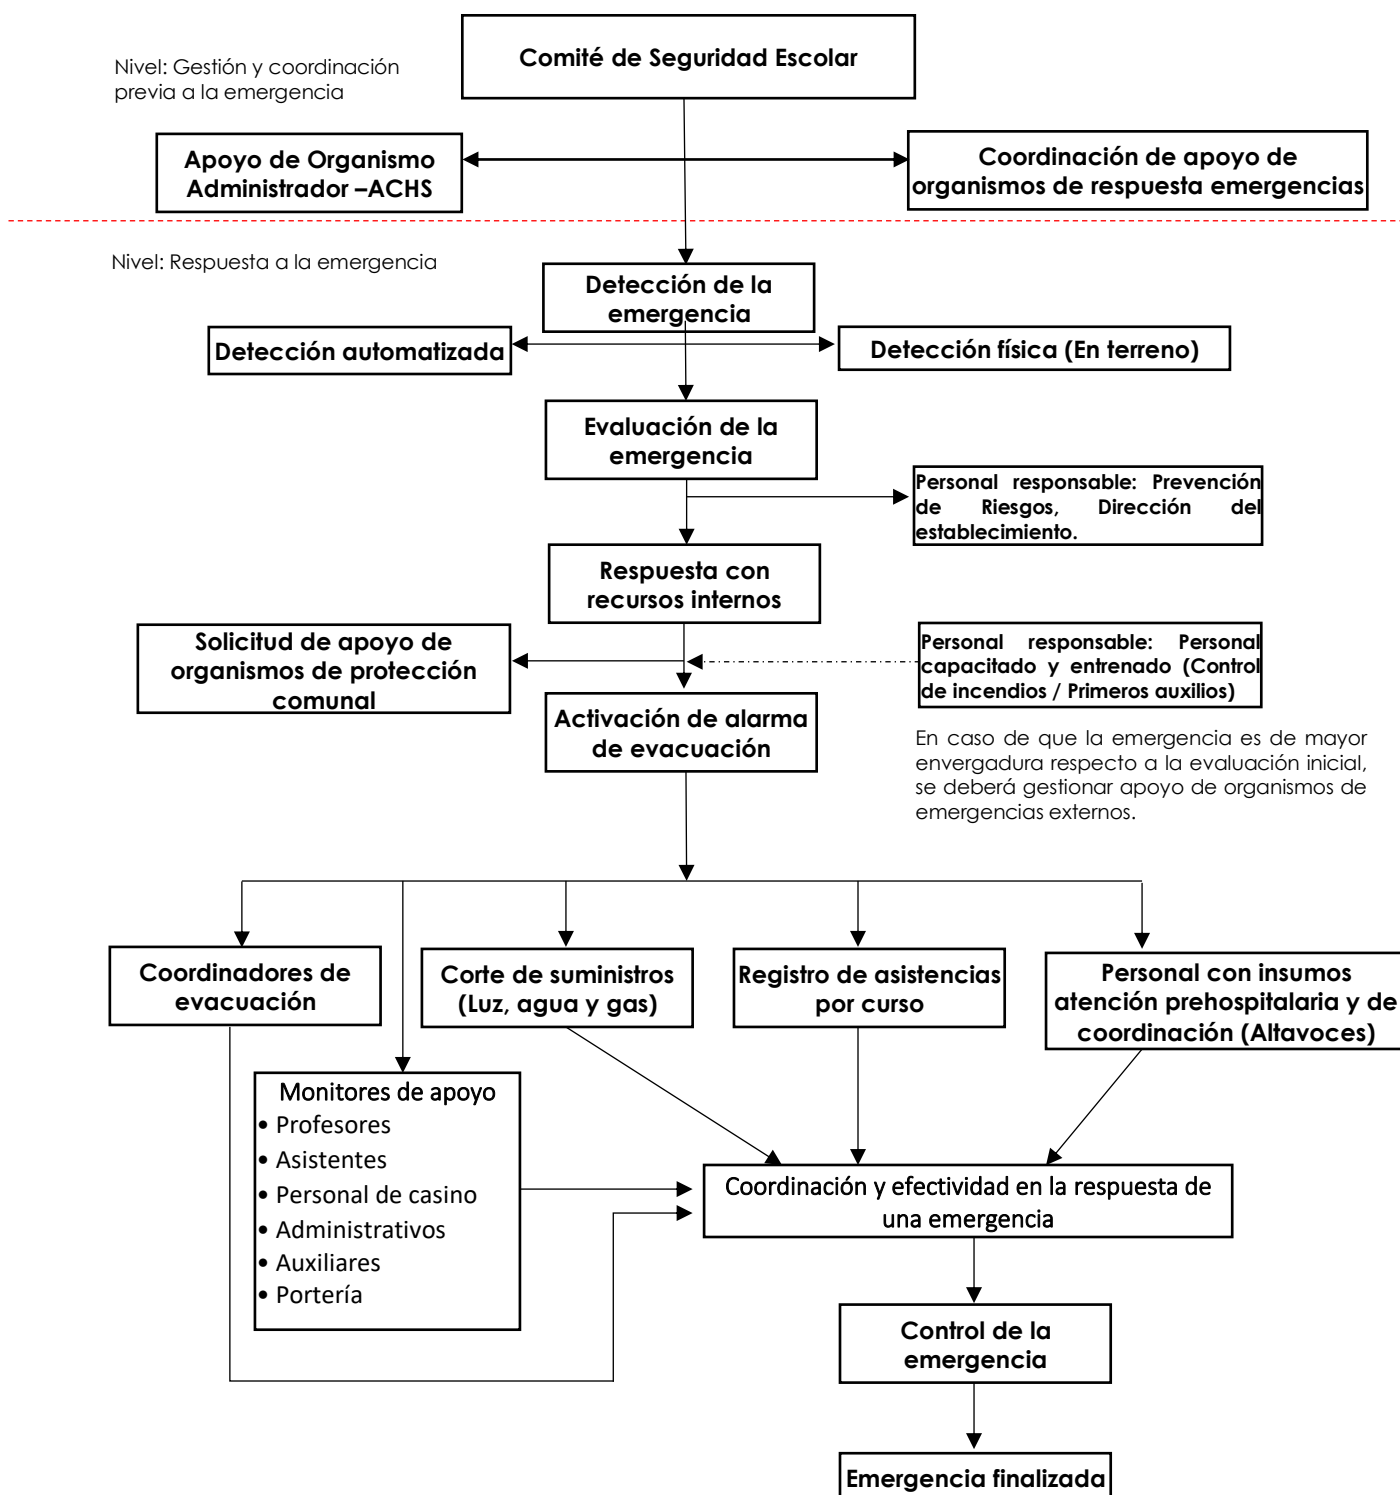 Comité de Seguridad Escolar
Nivel: Gestión y coordinación
previa a la emergencia
Apoyo de Organismo
Administrador –ACHS
Coordinación de apoyo de
organismos de respuesta emergencias
Nivel: Respuesta a la emergencia
Detección de la
emergencia
Detección automatizada
Detección física (En terreno)
Evaluación de la
emergencia
Personal responsable: Prevención
de Riesgos, Dirección del
establecimiento.
Respuesta con
recursos internos
Solicitud de apoyo de
organismos de protección
comunal
Personal responsable: Personal
capacitado y entrenado (Control
de incendios / Primeros auxilios)
Activación de alarma
de evacuación
En caso de que la emergencia es de mayor
envergadura respecto a la evaluación inicial,
se deberá gestionar apoyo de organismos de
emergencias externos.
Coordinadores de
evacuación
Corte de suministros
(Luz, agua y gas)
Registro de asistencias
por curso
Personal con insumos
atención prehospitalaria y de
coordinación (Altavoces)
Monitores de apoyo
• Profesores
• Asistentes
• Personal de casino
• Administrativos
• Auxiliares
• Portería
Coordinación y efectividad en la respuesta de
una emergencia
Control de la
emergencia
Emergencia finalizada